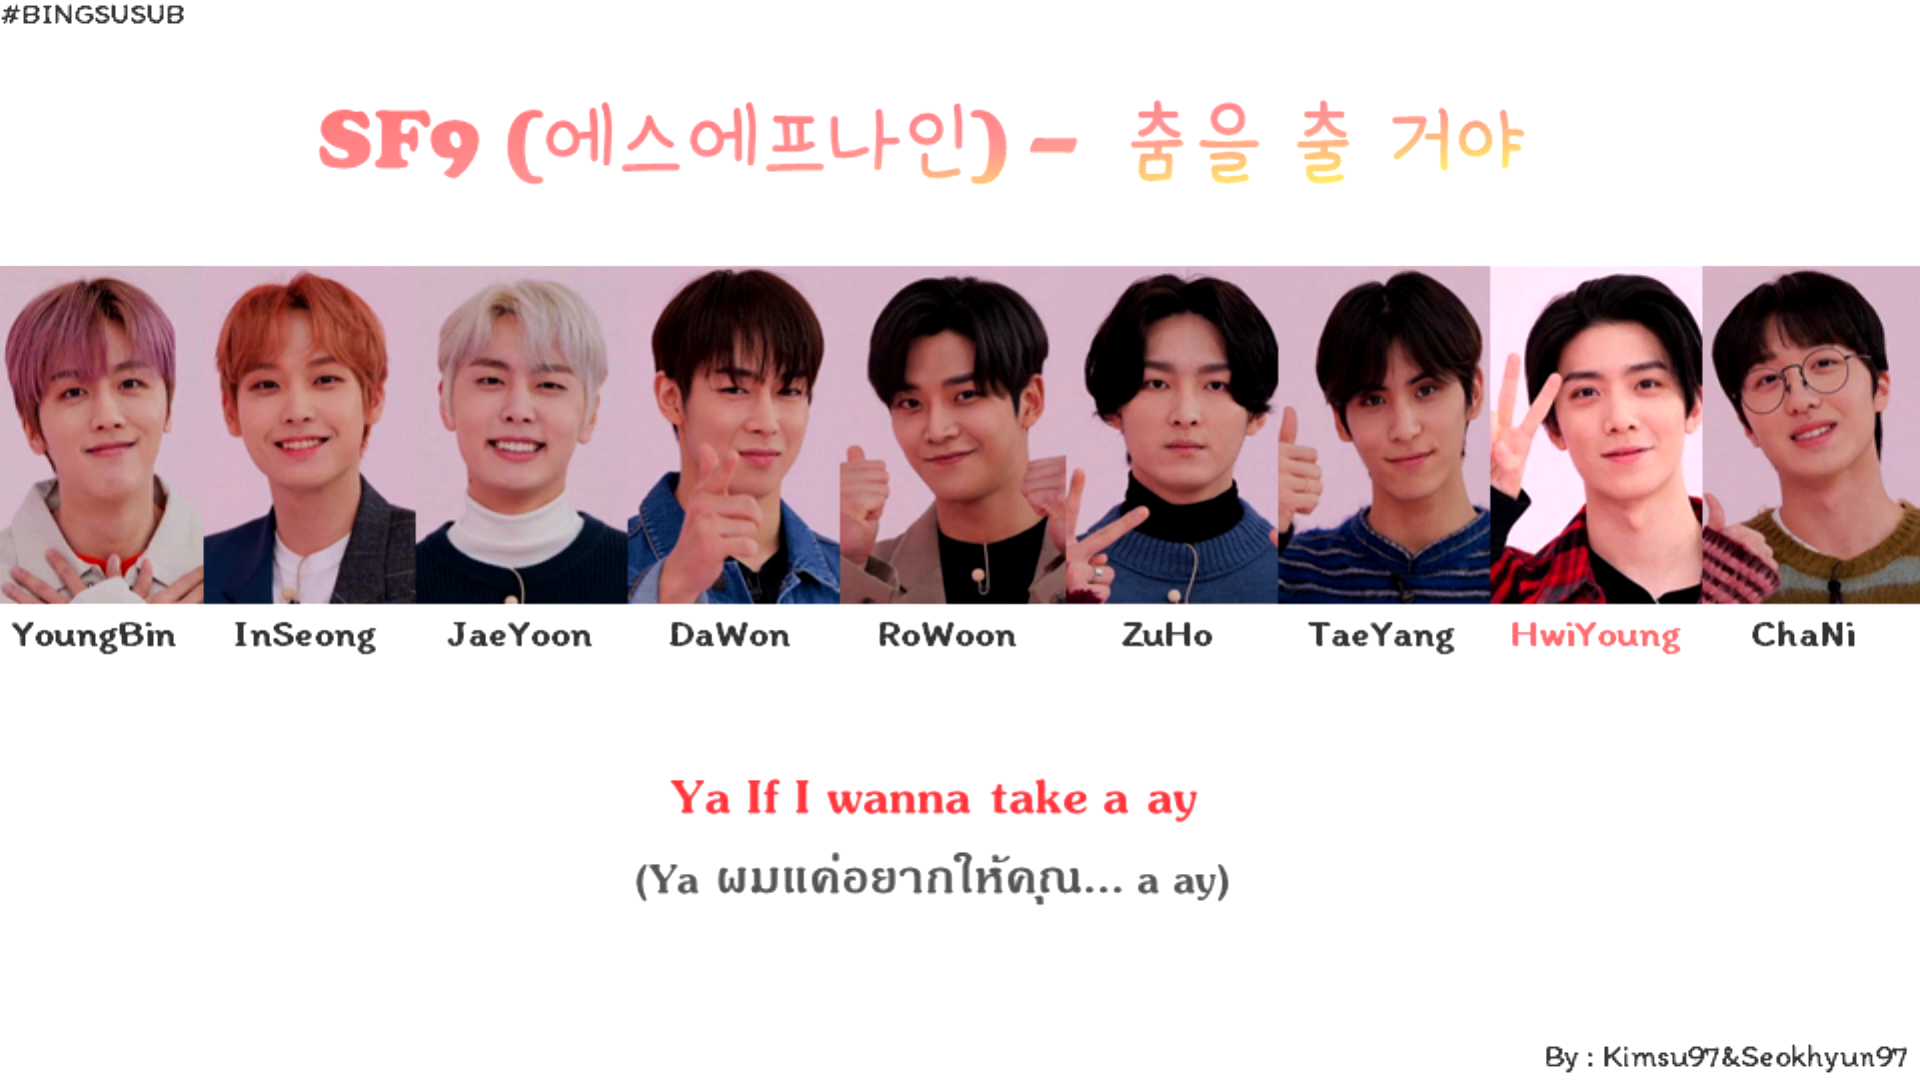 #BINGSUSUB
SF9 (에스에프나인) – 춤을 출 거야
YoungBin InSeong JaeYoon DaWon RoWoon ZuHo TaeYang HwiYoung ChaNi
Ya If I wanna take a ay
(Ya ผมแค่อยากให้คุณ... a ay)
By : Kimsu97&Seokhyun97